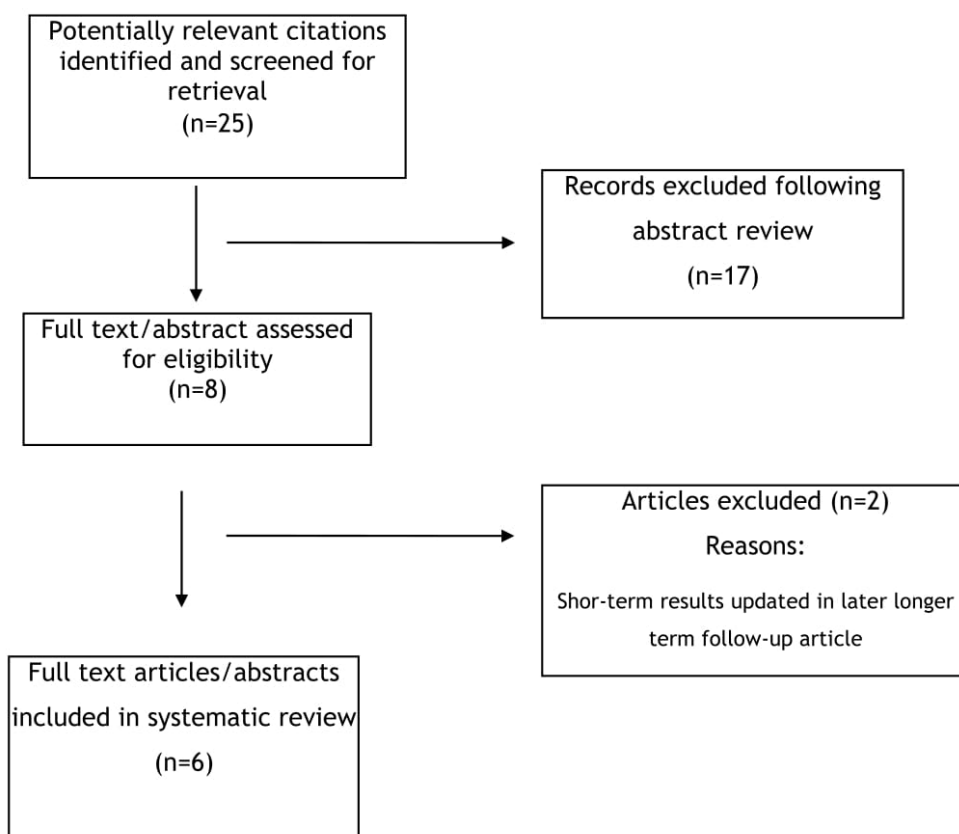 Potentially relevant citations
identified and screened for
retrieval
(n=25)
Records excluded following
abstract review
(n=17)
Full text/abstract assessed
for eligibility
(n=8)
Articles excluded (n=2)
Reasons:
Shor-term results updated in later longer
term follow-up article
Full text articles/abstracts
included in systematic review
(n=6)